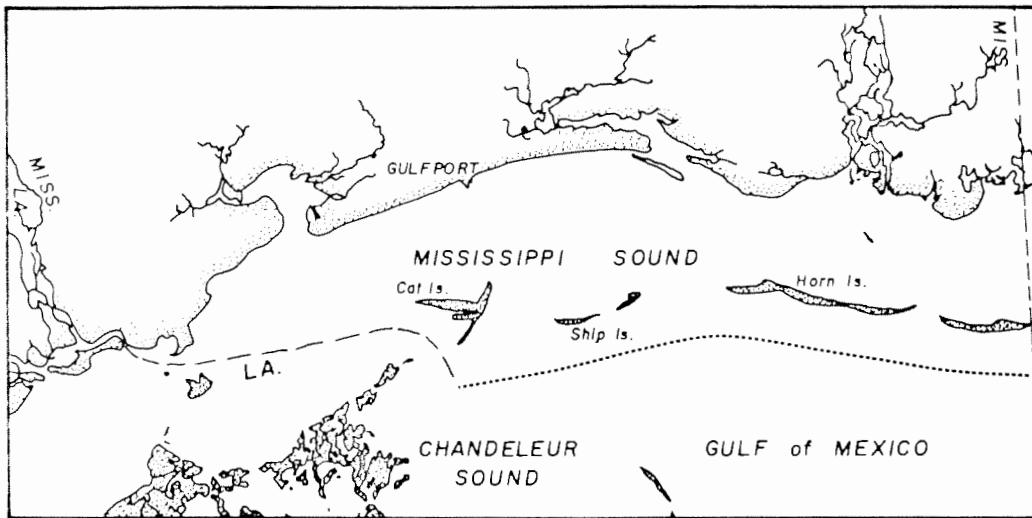 MISS.
MISS.
LA.
GULFPORT
MISSISSIPPI SOUND
Cat Is.
Horn Is.
Ship Is.
LA.
CHANDELEUR
SOUND
GULF of MEXICO